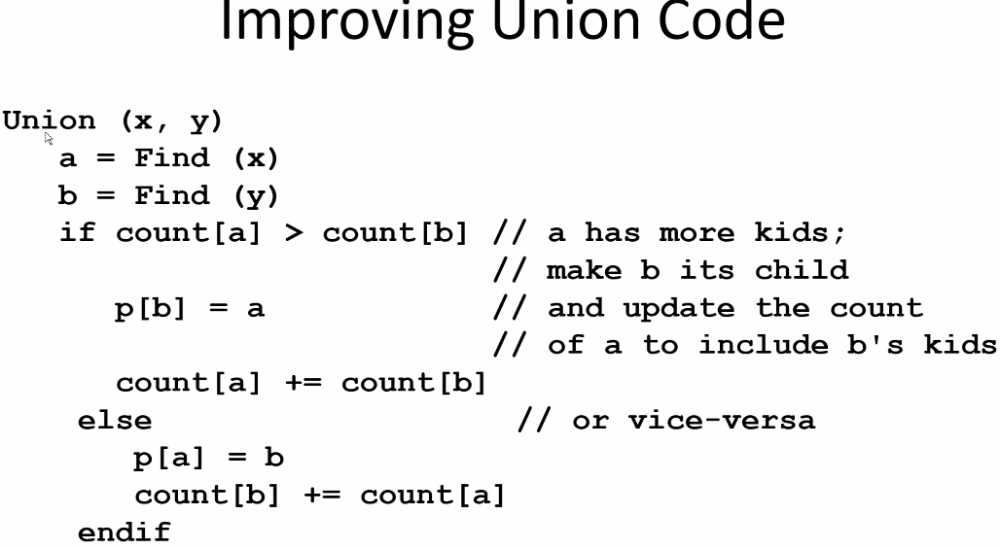 Improving Union Code
Union (x, y)
a = Find (x)
b = Find (y)
if count[a] > count[b] // a has more kids;
// make b its child
p[b] = a // and update the count
// of a to include b's kids
count[a] += count[b]
else // or vice-versa
p[a] = b
count[b] += count[a]
endif